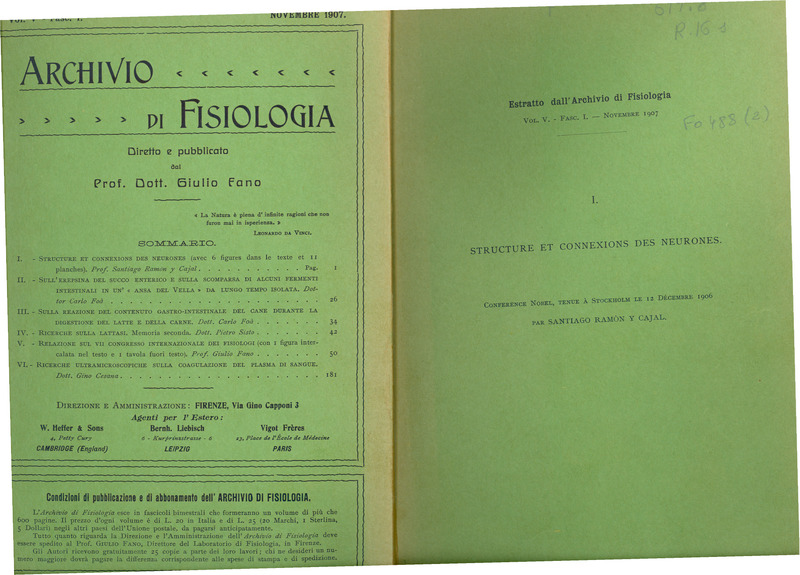 VOL. V - FASC. I.
NOVEMBRE 1907.
ARCHIVIO
DI FISIOLOGIA
Diretto e pubblicato
dal
Prof. Dott. Giulio Fano
« La Natura è piena d' infinite ragioni che non
furon mai in isperienza. »
LEONARDO DA VINCI.
SOMMARIO.
I. - STRUCTURE ET CONNEXIONS DES NEURONES (avec 6 figures dans le texte et 11
planches). Prof. Santiago Ramon y Cajal . . . . . . . . . . . Pag. 1
II. - SULL'EREPSINA DEL SUCCO ENTERICO E SULLA SCOMPARSA DI ALCUNI FERMENTI
INTESTINALI IN UN' « ANSA DEL VELLA » DA LUNGO TEMPO ISOLATA. Dot-
tor Carlo Foà . . . . . . . . . . . . . . . . . . . 26
III. - SULLA REAZIONE DEL CONTENUTO GASTRO-INTESTINALE DEL CANE DURANTE LA
DIGESTIONE DEL LATTE E DELLA CARNE. Dott. Carlo Foà . . . . . . . 34
IV. - RICERCHE SULLA LATTASI. Memoria seconda. Dott. Pietro Sisto . . . . . . 42
V. - RELAZIONE SUL VII CONGRESSO INTERNAZIONALE DEI FISIOLOGI (con 1 figura inter-
calata nel testo e 1 tavola fuori testo). Prof. Giulio Fano . . . . . . . 50
VI. - RICERCHE ULTRAMICROSCOPICHE SULLA COAGULAZIONE DEL PLASMA DI SANGUE.
Dott. Gino Cesana . . . . . . . . . . . . . . . . . . . 181
DIREZIONE E AMMINISTRAZIONE: FIRENZE, Via Gino Capponi 3
Agenti per l' Estero:
W. Heffer & Sons
4, Petty Cury
CAMBRIDGE (England)
Bernh. Liebisch
6 - Kurprinzstrasse - 6
LEIPZIG
Vigot Frères
23, Place de l'École de Médecine
PARIS
Condizioni di pubblicazione e di abbonamento dell' ARCHIVIO DI FISIOLOGIA.
L'Archivio di Fisiologia esce in fascicoli bimestrali che formeranno un volume di più che
600 pagine. Il prezzo d'ogni volume è di L. 20 in Italia e di L. 25 (20 Marchi, 1 Sterlina,
5 Dollari) negli altri paesi dell'Unione postale, da pagarsi anticipatamente.
Tutto quanto riguarda la Direzione e l'Amministrazione dell'Archivio di Fisiologia deve
essere spedito al Prof. GIULIO FANO, Direttore del Laboratorio di Fisiologia, in Firenze.
Gli Autori ricevono gratuitamente 25 copie a parte dei loro lavori; chi ne desideri un nu-
mero maggiore dovrà pagare la differenza corrispondente alle spese di stampa e di spedizione.
R.16 1
Estratto dall'Archivio di Fisiologia
VOL. V. - FASC. I. — NOVEMBRE 1907
Fo 488 (2)
I.
STRUCTURE ET CONNEXIONS DES NEURONES.
CONFERENCE NOBEL, TENUE À STOCKHOLM LE 12 DÉCEMBRE 1906
PAR SANTIAGO RAMÓN Y CAJAL.